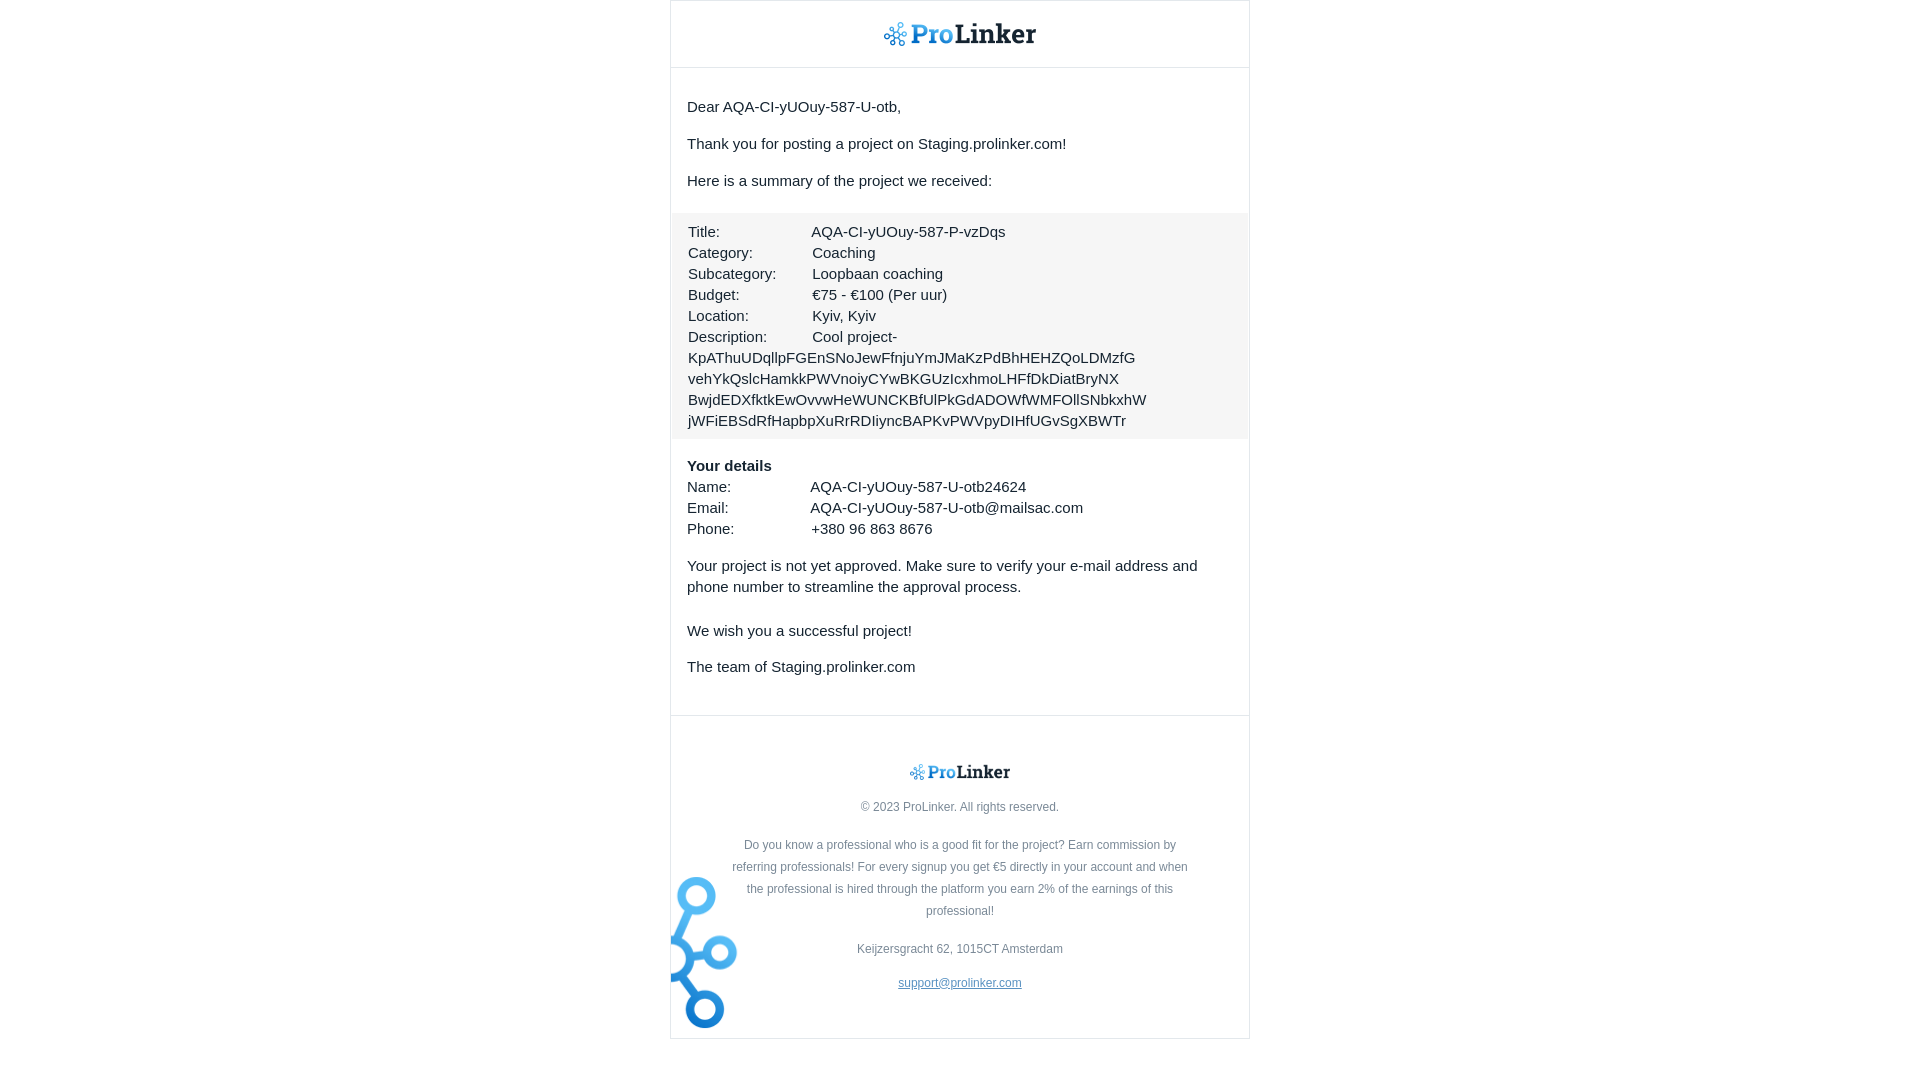 ProLinker
Dear AQA-CI-yUOuy-587-U-otb,
Thank you for posting a project on Staging.prolinker.com!
Here is a summary of the project we received:
Title: AQA-CI-yUOuy-587-P-vzDqs
Category: Coaching
Subcategory: Loopbaan coaching
Budget: €75 - €100 (Per uur)
Location: Kyiv, Kyiv
Description: Cool project-
KpAThuUDqllpFGEnSNoJewFfnjuYmJMaKzPdBhHEHZQoLDMzfG
vehYkQslcHamkkPWVnoiyCYwBKGUzIcxhmoLHFfDkDiatBryNX
BwjdEDXfktkEwOvvwHeWUNCKBfUlPkGdADOWfWMFOllSNbkxhW
jWFiEBSdRfHapbpXuRrRDIiyncBAPKvPWVpyDIHfUGvSgXBWTr
Your details
Name: AQA-CI-yUOuy-587-U-otb24624
Email: AQA-CI-yUOuy-587-U-otb@mailsac.com
Phone: +380 96 863 8676
Your project is not yet approved. Make sure to verify your e-mail address and
phone number to streamline the approval process.
We wish you a successful project!
The team of Staging.prolinker.com
ProLinker
© 2023 ProLinker. All rights reserved.
Do you know a professional who is a good fit for the project? Earn commission by
referring professionals! For every signup you get €5 directly in your account and when
the professional is hired through the platform you earn 2% of the earnings of this
professional!
Keijzersgracht 62, 1015CT Amsterdam
support@prolinker.com